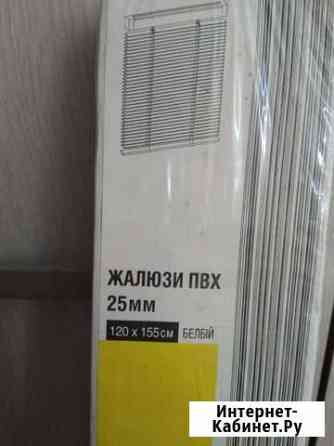 ЖАЛЮЗИ ПВХ
25мм
120 x 155см БЕЛЫЙ
Интернет-
Кабинет.Ру